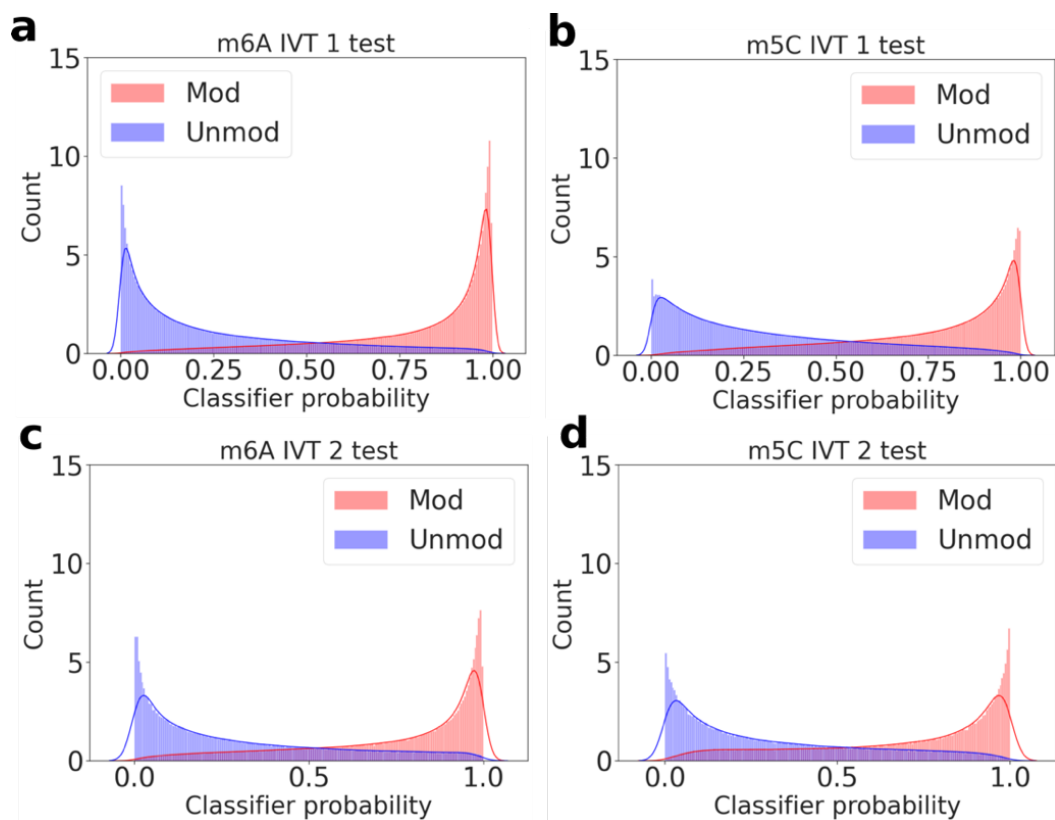 a
m6A IVT 1 test
15
10
5
0
Count
Mod
Unmod
0.00 0.25 0.50 0.75 1.00
Classifier probability
b
m5C IVT 1 test
15
10
5
0
Count
Mod
Unmod
0.00 0.25 0.50 0.75 1.00
Classifier probability
c
m6A IVT 2 test
15
10
5
0
Count
Mod
Unmod
0.0 0.5 1.0
Classifier probability
d
m5C IVT 2 test
15
10
5
0
Count
Mod
Unmod
0.0 0.5 1.0
Classifier probability